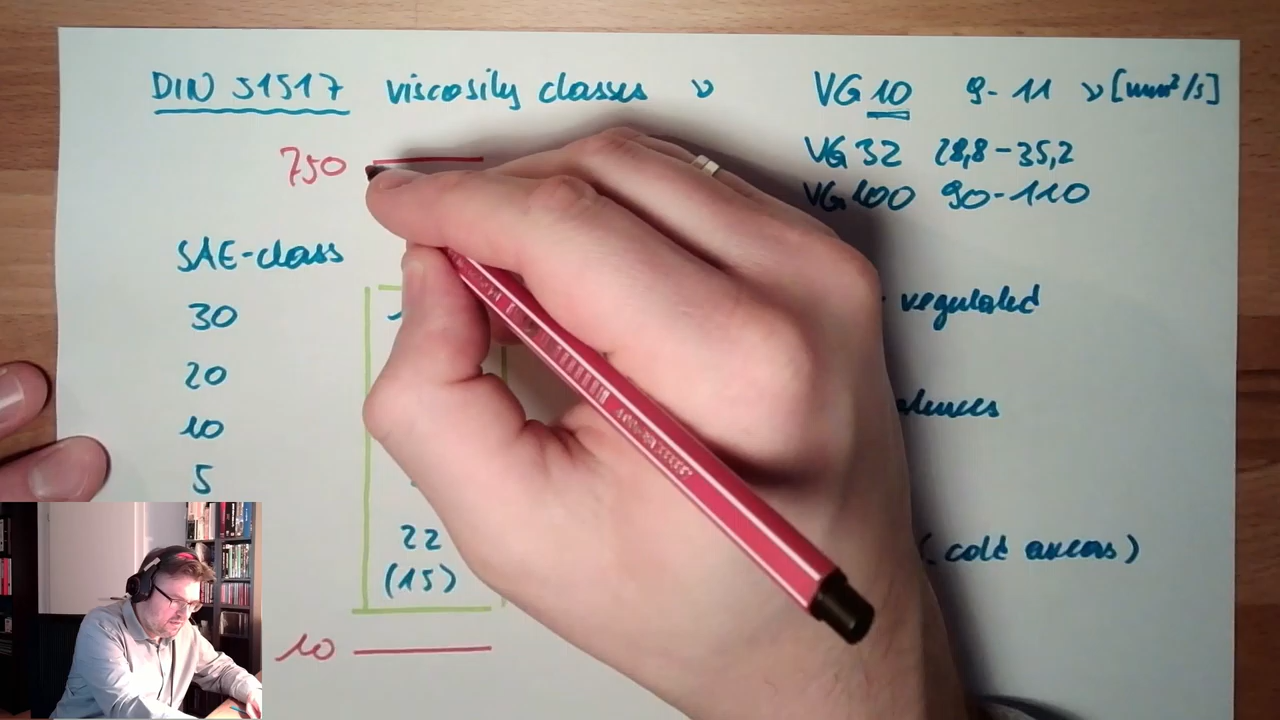 DIN 51517 viscosity classes ν VG 10 9-11 ν [mm²/s]
VG 32 28,8-35,2
VG 100 90-110
750
SAE-class
30
regulated
20
10
5
22
(cold areas)
(15)
10